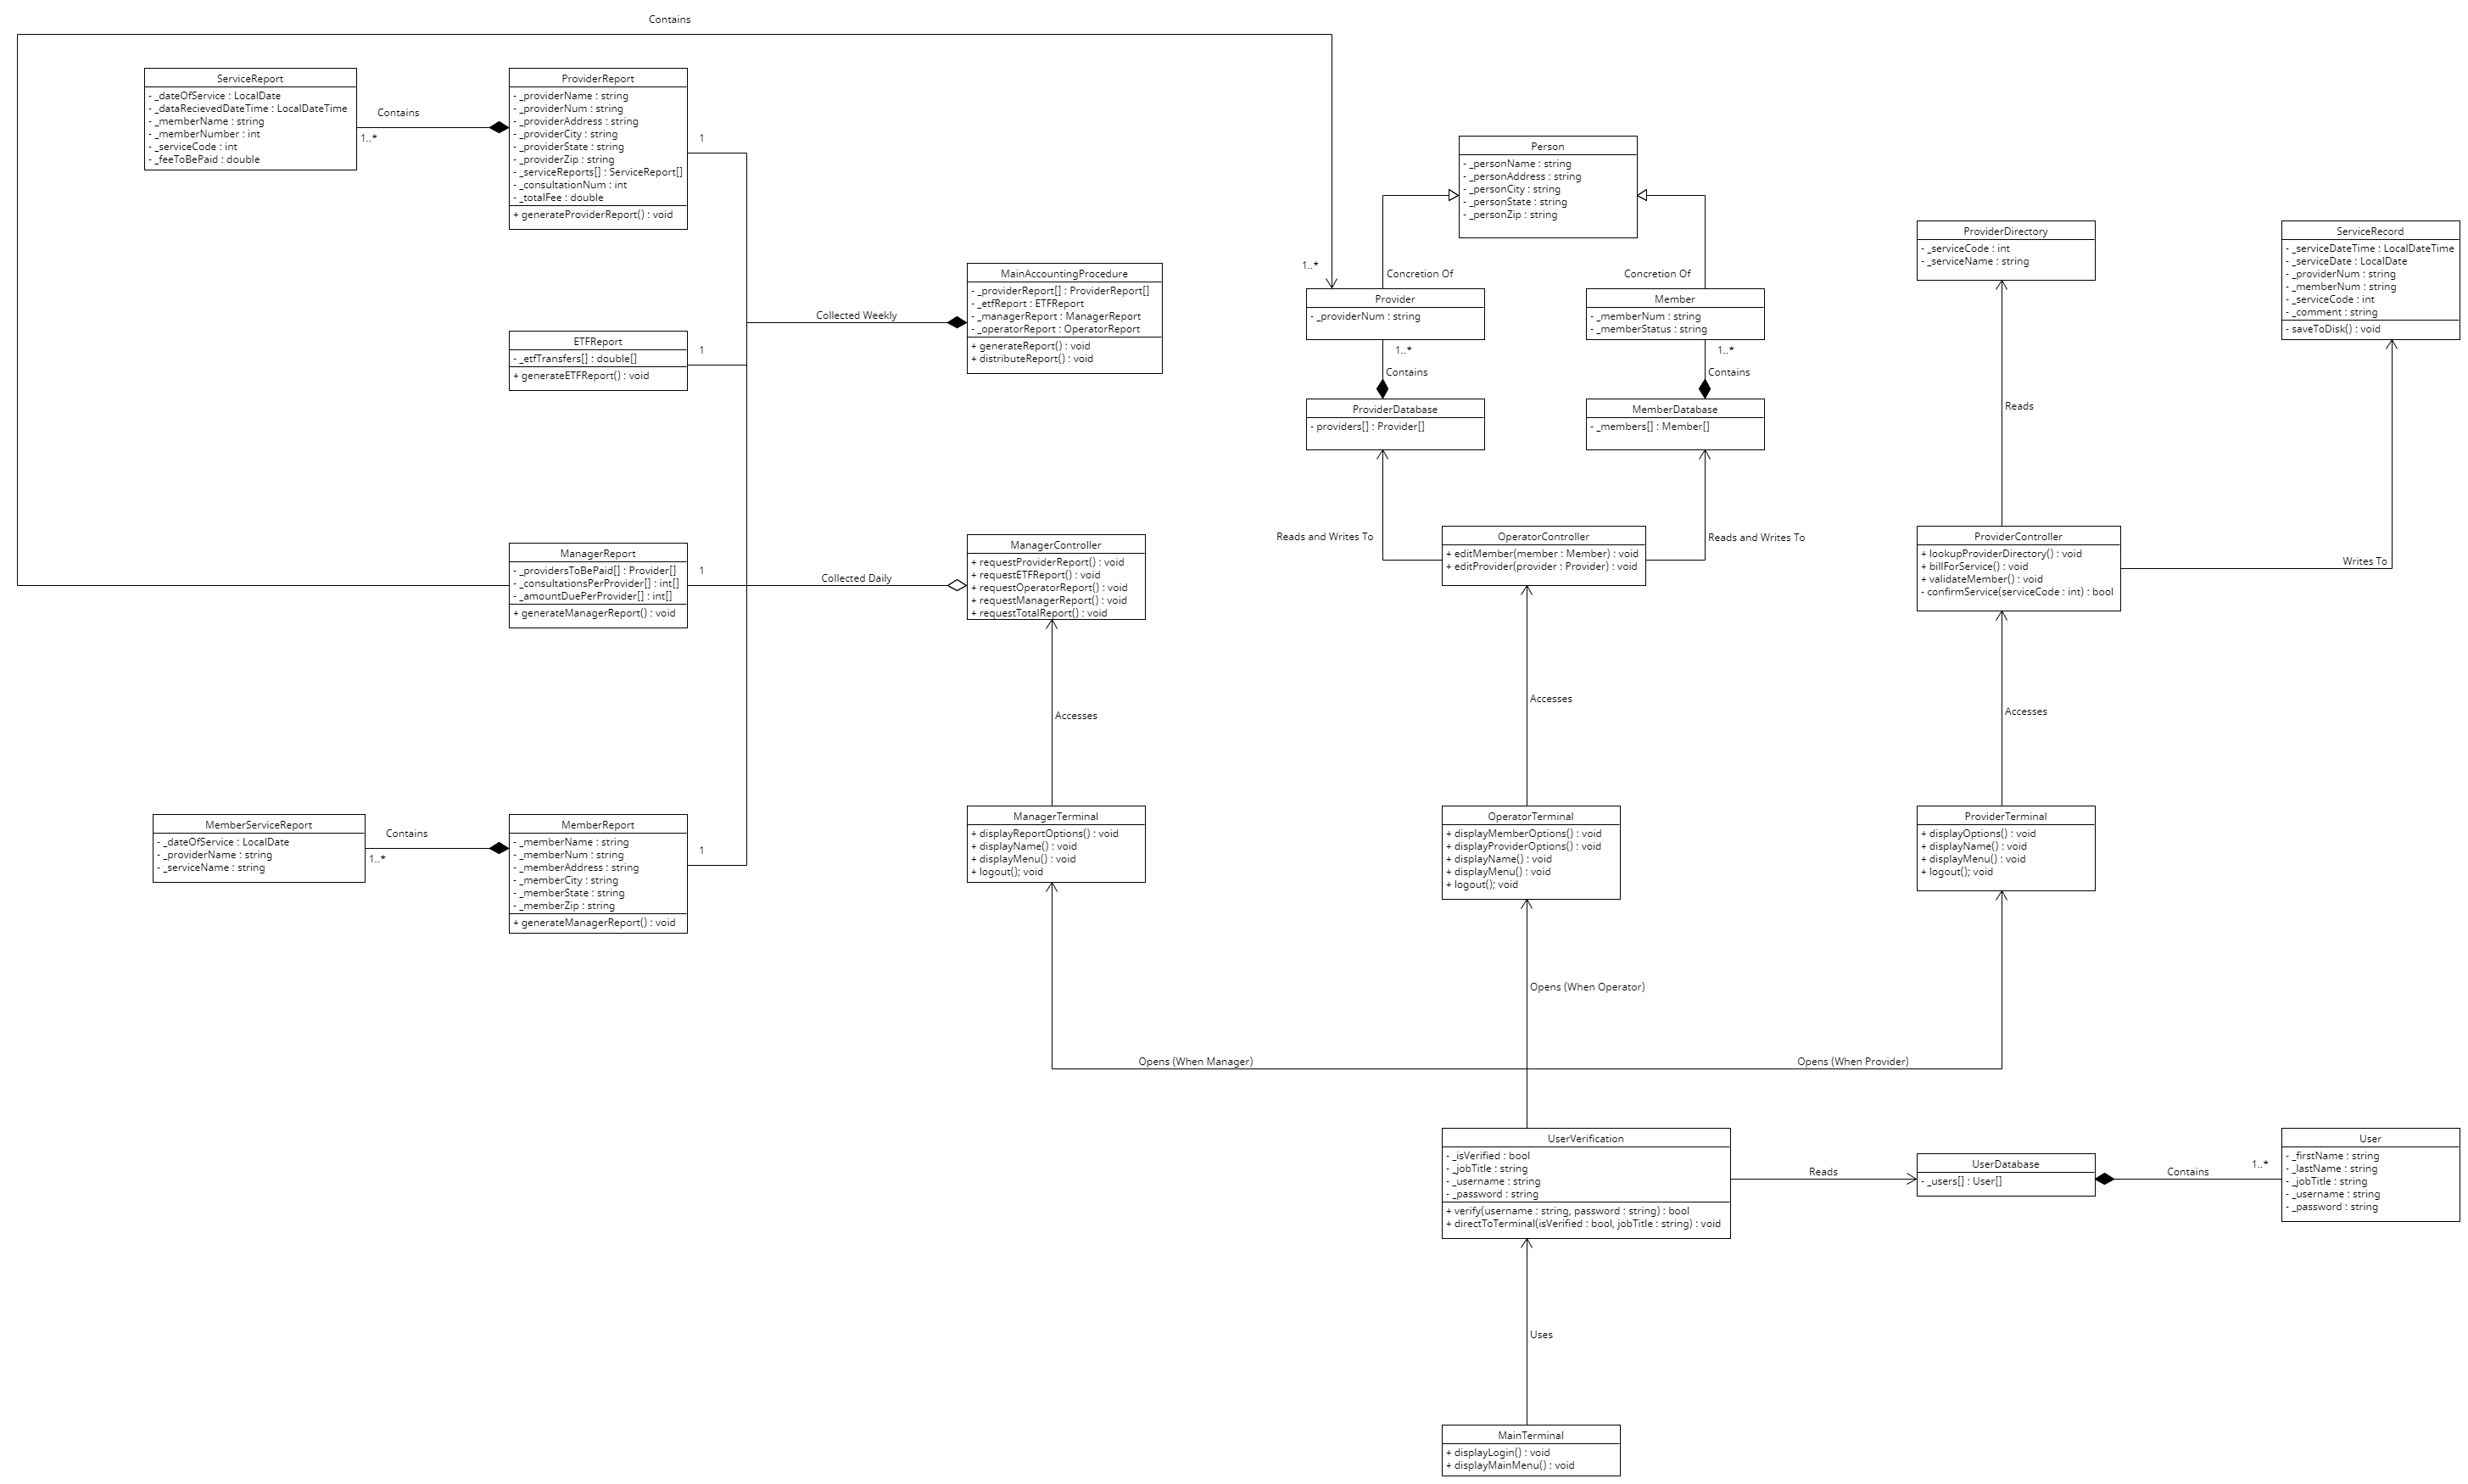 Contains
ServiceReport
- _dateOfService : LocalDate
- _dataRecievedDateTime : LocalDateTime
- _memberName : string
- _memberNumber : int
- _serviceCode : int
- _feeToBePaid : double
Contains
1..*
ProviderReport
- _providerName : string
- _providerNum : string
- _providerAddress : string
- _providerCity : string
- _providerState : string
- _providerZip : string
- _serviceReports[] : ServiceReport[]
- _consultationNum : int
- _totalFee : double
+ generateProviderReport() : void
1
Person
- _personName : string
- _personAddress : string
- _personCity : string
- _personState : string
- _personZip : string
Concretion Of
Concretion Of
1..*
Provider
- _providerNum : string
Member
- _memberNum : string
- _memberStatus : string
1..*
Contains
1..*
Contains
ProviderDatabase
- providers[] : Provider[]
MemberDatabase
- _members[] : Member[]
ProviderDirectory
- _serviceCode : int
- _serviceName : string
ServiceRecord
- _serviceDateTime : LocalDateTime
- _serviceDate : LocalDate
- _providerNum : string
- _memberNum : string
- _serviceCode : int
- _comment : string
- saveToDisk() : void
Reads
MainAccountingProcedure
- _providerReport[] : ProviderReport[]
- _etfReport : ETFReport
- _managerReport : ManagerReport
- _operatorReport : OperatorReport
+ generateReport() : void
+ distributeReport() : void
Collected Weekly
ETFReport
- _etfTransfers[] : double[]
+ generateETFReport() : void
1
ManagerReport
- _providersToBePaid[] : Provider[]
- _consultationsPerProvider[] : int[]
- _amountDuePerProvider[] : int[]
+ generateManagerReport() : void
1
Collected Daily
ManagerController
+ requestProviderReport() : void
+ requestETFReport() : void
+ requestOperatorReport() : void
+ requestManagerReport() : void
+ requestTotalReport() : void
Reads and Writes To
OperatorController
+ editMember(member : Member) : void
+ editProvider(provider : Provider) : void
Reads and Writes To
ProviderController
+ lookupProviderDirectory() : void
+ billForService() : void
+ validateMember() : void
- confirmService(serviceCode : int) : bool
Writes To
Accesses
Accesses
Accesses
MemberServiceReport
- _dateOfService : LocalDate
- _providerName : string
- _serviceName : string
Contains
1..*
MemberReport
- _memberName : string
- _memberNum : string
- _memberAddress : string
- _memberCity : string
- _memberState : string
- _memberZip : string
+ generateManagerReport() : void
1
ManagerTerminal
+ displayReportOptions() : void
+ displayName() : void
+ displayMenu() : void
+ logout(); void
OperatorTerminal
+ displayMemberOptions() : void
+ displayProviderOptions() : void
+ displayName() : void
+ displayMenu() : void
+ logout(); void
ProviderTerminal
+ displayOptions() : void
+ displayName() : void
+ displayMenu() : void
+ logout(); void
Opens (When Operator)
Opens (When Manager)
Opens (When Provider)
UserVerification
- _isVerified : bool
- _jobTitle : string
- _username : string
- _password : string
+ verify(username : string, password : string) : bool
+ directToTerminal(isVerified : bool, jobTitle : string) : void
Reads
UserDatabase
- _users[] : User[]
Contains
1..*
User
- _firstName : string
- _lastName : string
- _jobTitle : string
- _username : string
- _password : string
Uses
MainTerminal
+ displayLogin() : void
+ displayMainMenu() : void